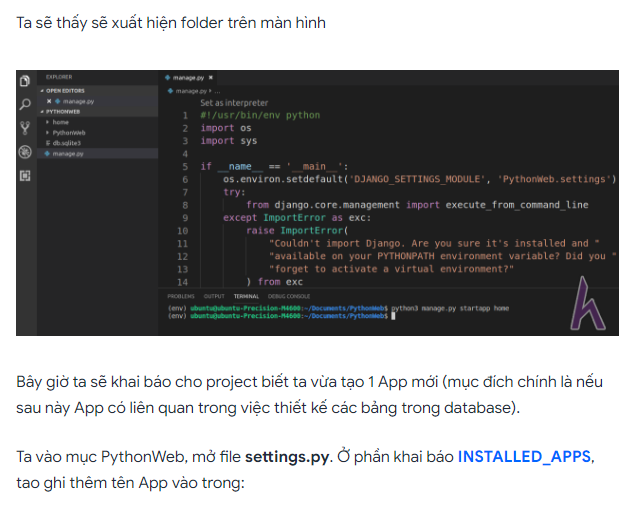 Ta sẽ thấy sẽ xuất hiện folder trên màn hình
EXPLORER
OPEN EDITORS
manage.py
PYTHONWEB
home
PythonWeb
db.sqlite3
manage.py
manage.py
manage.py > ...
Set as interpreter
1 #!/usr/bin/env python
2 import os
3 import sys
4
5 if __name__ == '__main__':
6 os.environ.setdefault('DJANGO_SETTINGS_MODULE', 'PythonWeb.settings')
7 try:
8 from django.core.management import execute_from_command_line
9 except ImportError as exc:
10 raise ImportError(
11 "Couldn't import Django. Are you sure it's installed and "
12 "available on your PYTHONPATH environment variable? Did you "
13 "forget to activate a virtual environment?"
14 ) from exc
PROBLEMS OUTPUT TERMINAL DEBUG CONSOLE
(env) ubuntu@ubuntu-Precision-M4600:~/Documents/PythonWeb$ python3 manage.py startapp home
(env) ubuntu@ubuntu-Precision-M4600:~/Documents/PythonWeb$
Bây giờ ta sẽ khai báo cho project biết ta vừa tạo 1 App mới (mục đích chính là nếu
sau này App có liên quan trong việc thiết kế các bảng trong database).
Ta vào mục PythonWeb, mở file settings.py. Ở phần khai báo INSTALLED_APPS,
tao ghi thêm tên App vào trong: